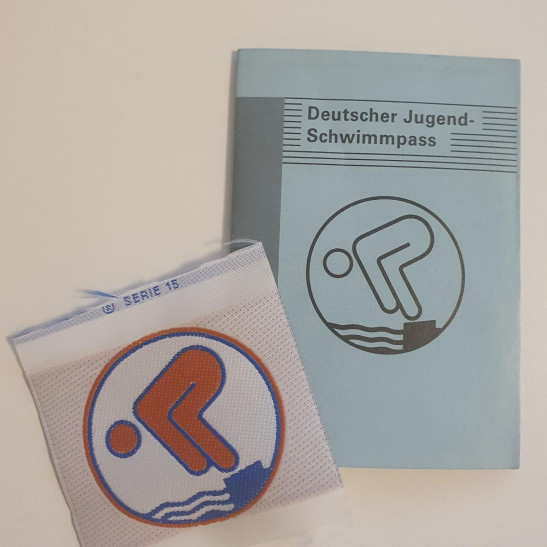 Deutscher Jugend-
Schwimmpass
® SERIE 15